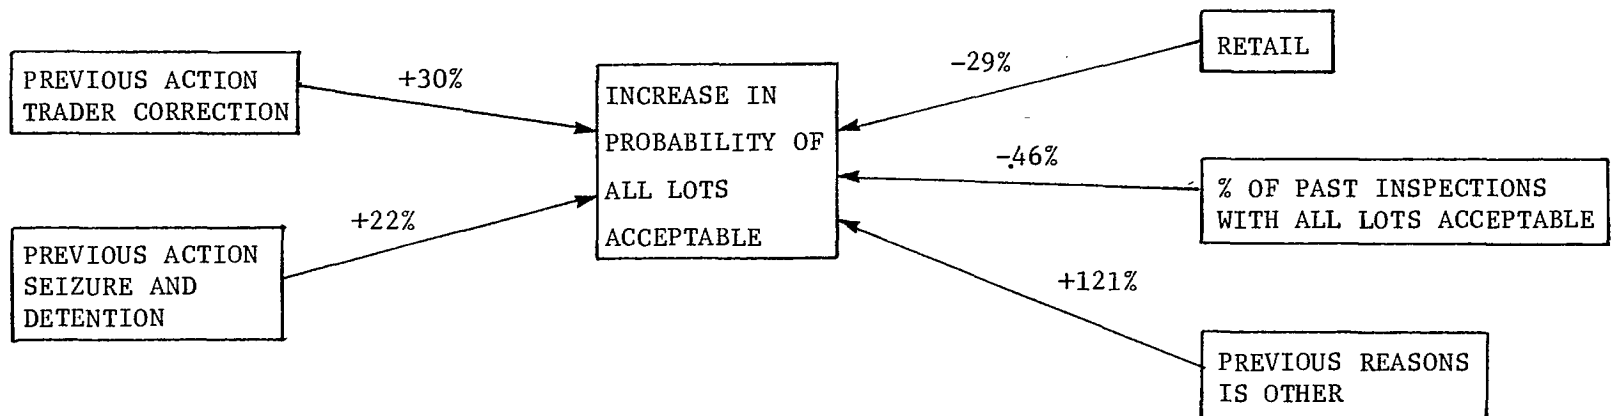 PREVIOUS ACTION
TRADER CORRECTION
+30%
PREVIOUS ACTION
SEIZURE AND
DETENTION
+22%
INCREASE IN
PROBABILITY OF
ALL LOTS
ACCEPTABLE
-29%
RETAIL
-.46%
% OF PAST INSPECTIONS
WITH ALL LOTS ACCEPTABLE
+121%
PREVIOUS REASONS
IS OTHER